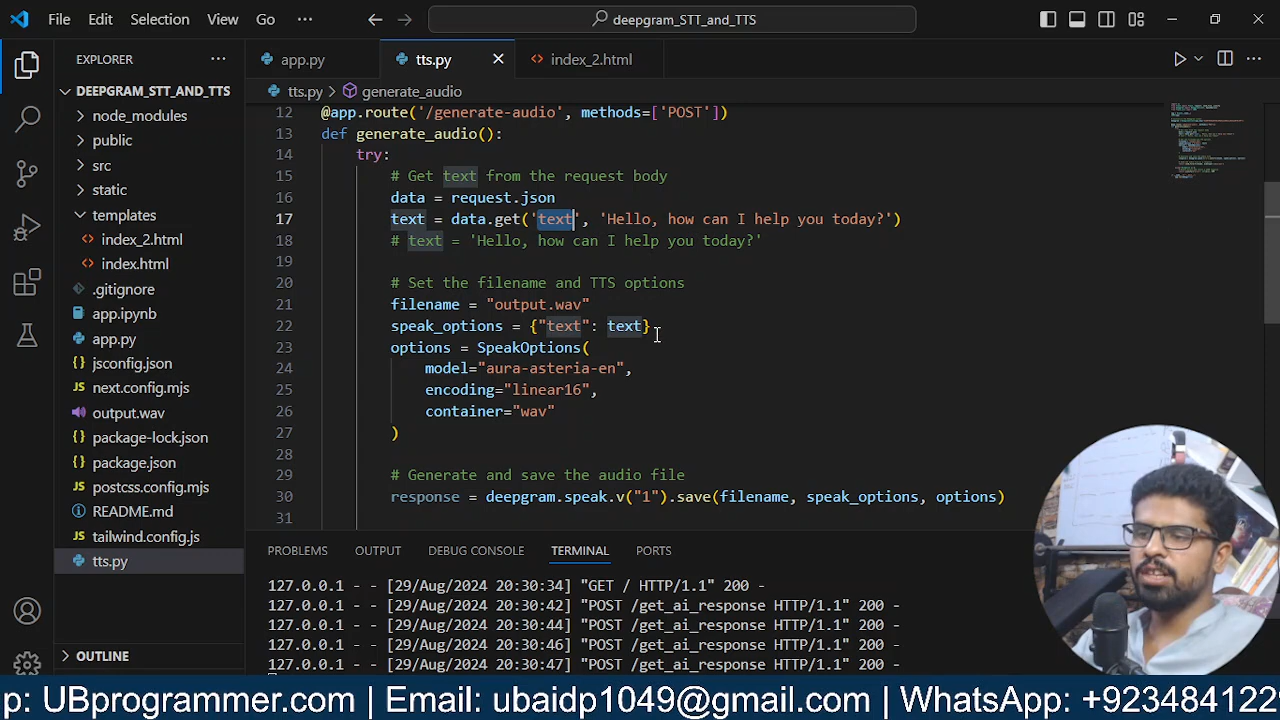 File Edit Selection View Go ··· deepgram_STT_and_TTS
EXPLORER ···
app.py tts.py index_2.html
DEEPGRAM_STT_AND_TTS
node_modules
public
src
static
templates
index_2.html
index.html
.gitignore
app.ipynb
app.py
jsconfig.json
next.config.mjs
output.wav
package-lock.json
package.json
postcss.config.mjs
README.md
tailwind.config.js
tts.py
OUTLINE
tts.py > generate_audio
12 @app.route('/generate-audio', methods=['POST'])
13 def generate_audio():
14 try:
15 # Get text from the request body
16 data = request.json
17 text = data.get('text', 'Hello, how can I help you today?')
18 # text = 'Hello, how can I help you today?'
19
20 # Set the filename and TTS options
21 filename = "output.wav"
22 speak_options = {"text": text}
23 options = SpeakOptions(
24 model="aura-asteria-en",
25 encoding="linear16",
26 container="wav"
27 )
28
29 # Generate and save the audio file
30 response = deepgram.speak.v("1").save(filename, speak_options, options)
31
PROBLEMS OUTPUT DEBUG CONSOLE TERMINAL PORTS
127.0.0.1 - - [29/Aug/2024 20:30:34] "GET / HTTP/1.1" 200 -
127.0.0.1 - - [29/Aug/2024 20:30:42] "POST /get_ai_response HTTP/1.1" 200 -
127.0.0.1 - - [29/Aug/2024 20:30:44] "POST /get_ai_response HTTP/1.1" 200 -
127.0.0.1 - - [29/Aug/2024 20:30:46] "POST /get_ai_response HTTP/1.1" 200 -
127.0.0.1 - - [29/Aug/2024 20:30:47] "POST /get_ai_response HTTP/1.1" 200 -
p: UBprogrammer.com | Email: ubaidp1049@gmail.com | WhatsApp: +923484122